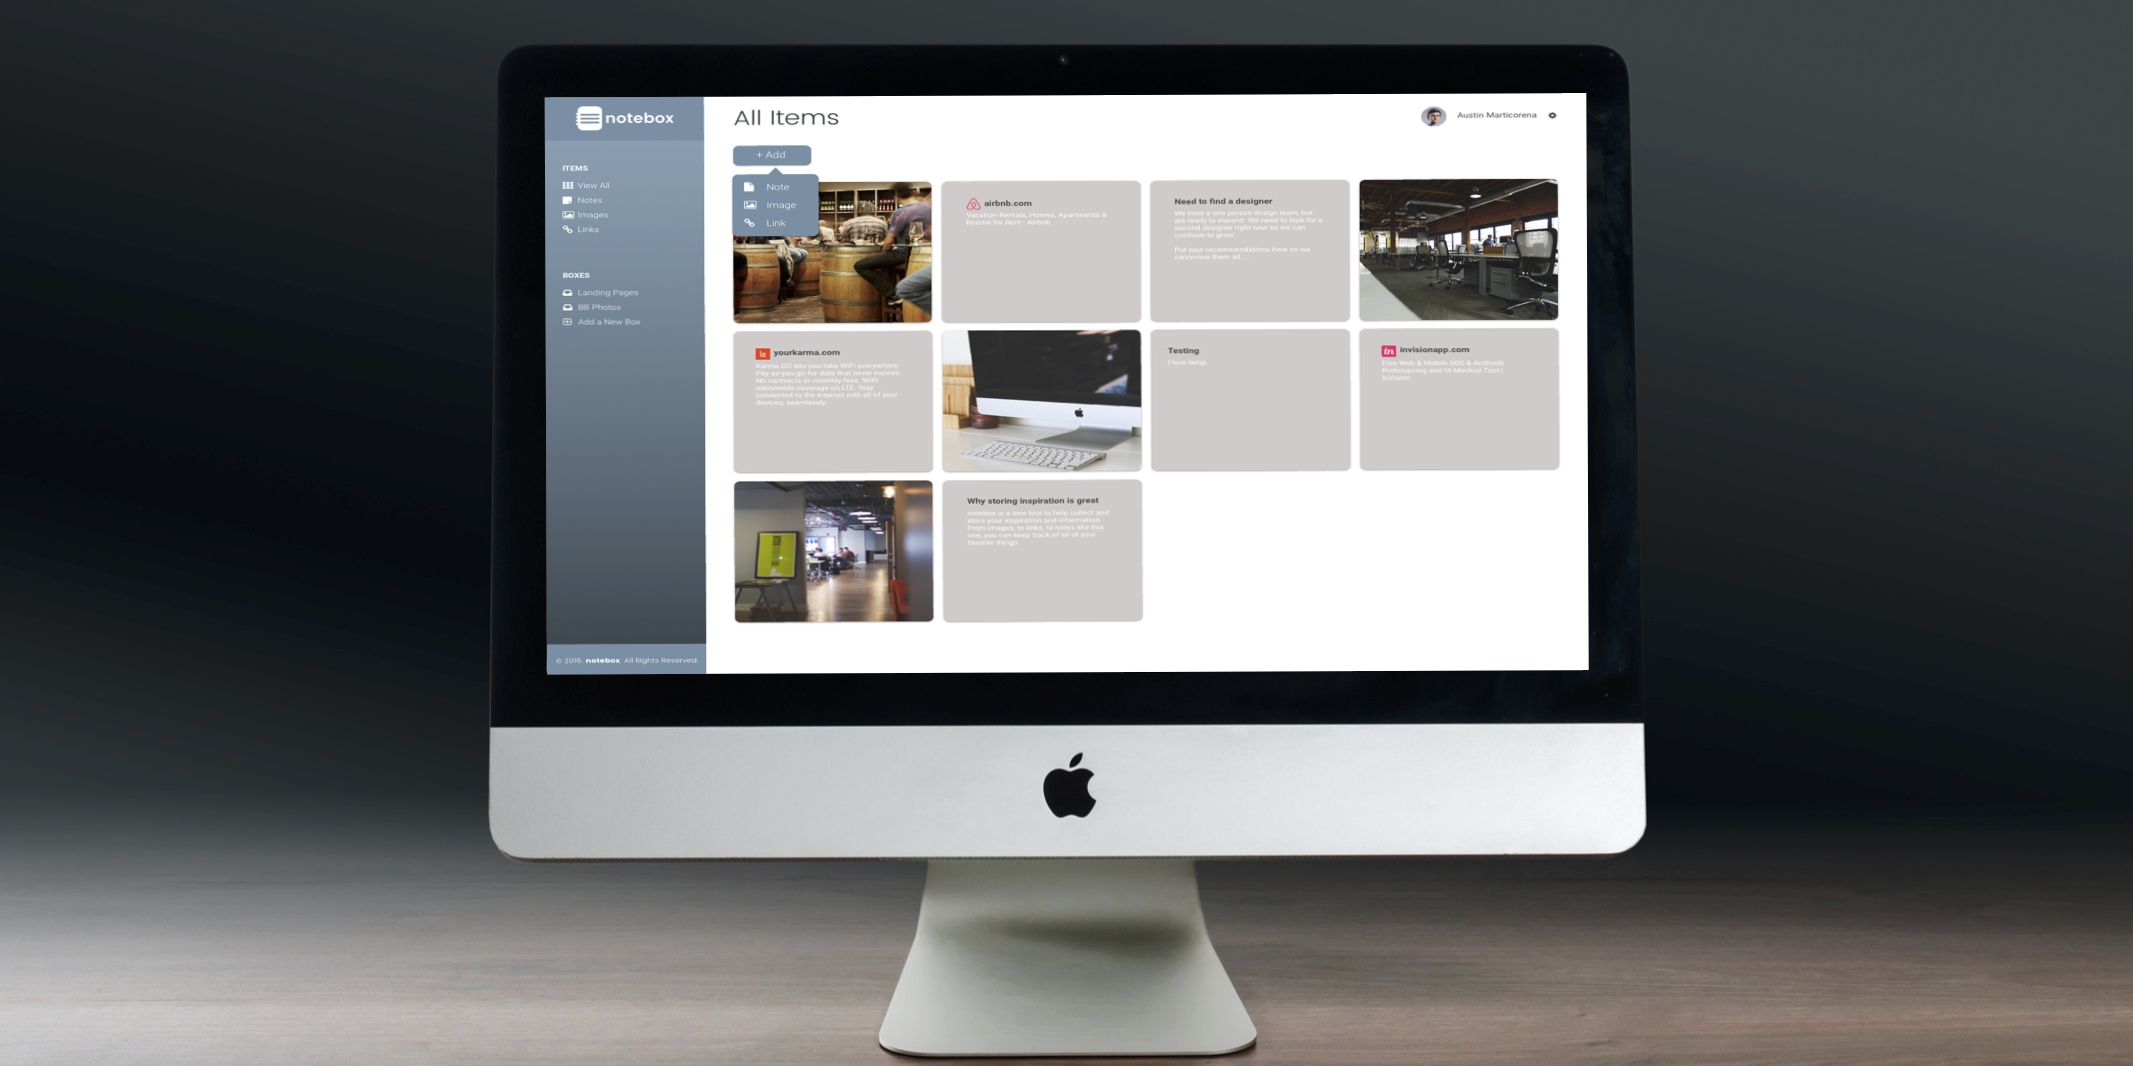 notebox
ITEMS
View All
Notes
Images
Links
BOXES
Landing Pages
BB Photos
Add a New Box
© 2016. notebox. All Rights Reserved.
All Items
Austin Marticorena
+ Add
Note
Image
Link
airbnb.com
Vacation Rentals, Homes, Apartments &
Rooms for Rent - Airbnb
Need to find a designer
We have a one person design team, but
are ready to expand. We need to look for a
second designer right now so we can
continue to grow.
Put your recommendations here so we
canreview them all ...
yourkarma.com
Karma GO lets you take WiFi everywhere.
Pay-as-you-go for data that never expires.
No contracts or monthly fees. With
nationwide coverage on LTE. Stay
connected to the internet with all of your
devices, seamlessly.
Testing
I love lamp.
in
invisionapp.com
Free Web & Mobile (iOS & Android)
Prototypcing and UI Mockup Tool |
InVision
Why storing inspiration is great
notebox is a new tool to help collect and
store your inspiration and information.
From images, to links, to notes like this
one, you can keep track of all of your
favorite things.